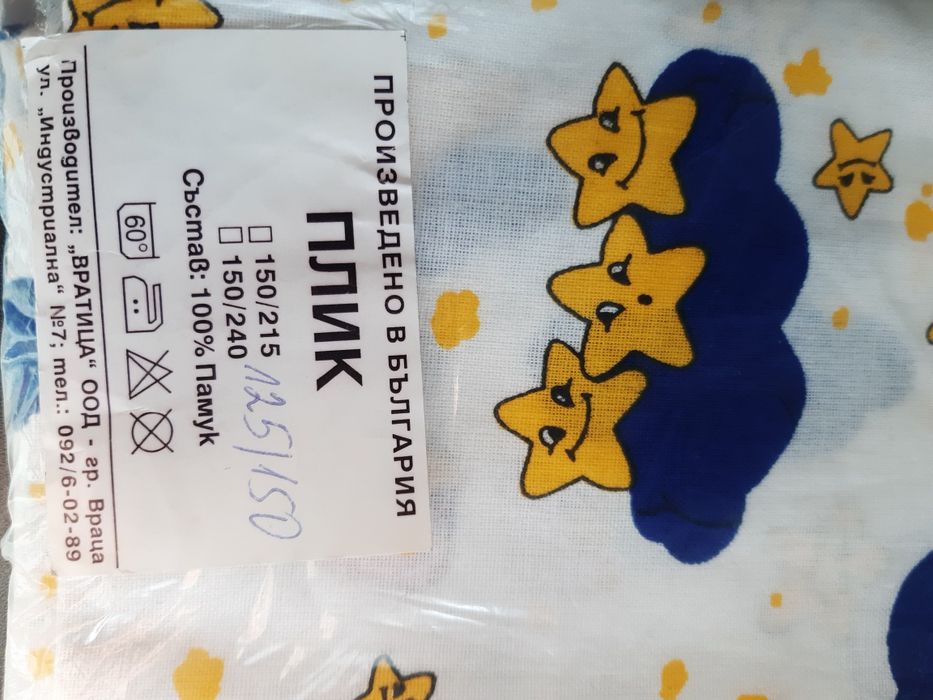 ПРОИЗВЕДЕНО В БЪЛГАРИЯ
ПЛИК
□ 150/215
□ 150/240 125/150
Състав: 100% Памук
60°
Производител: „ВРАТИЦА“ ООД - гр. Враца
ул. „Индустриална“ №7; тел.: 092/6-02-89